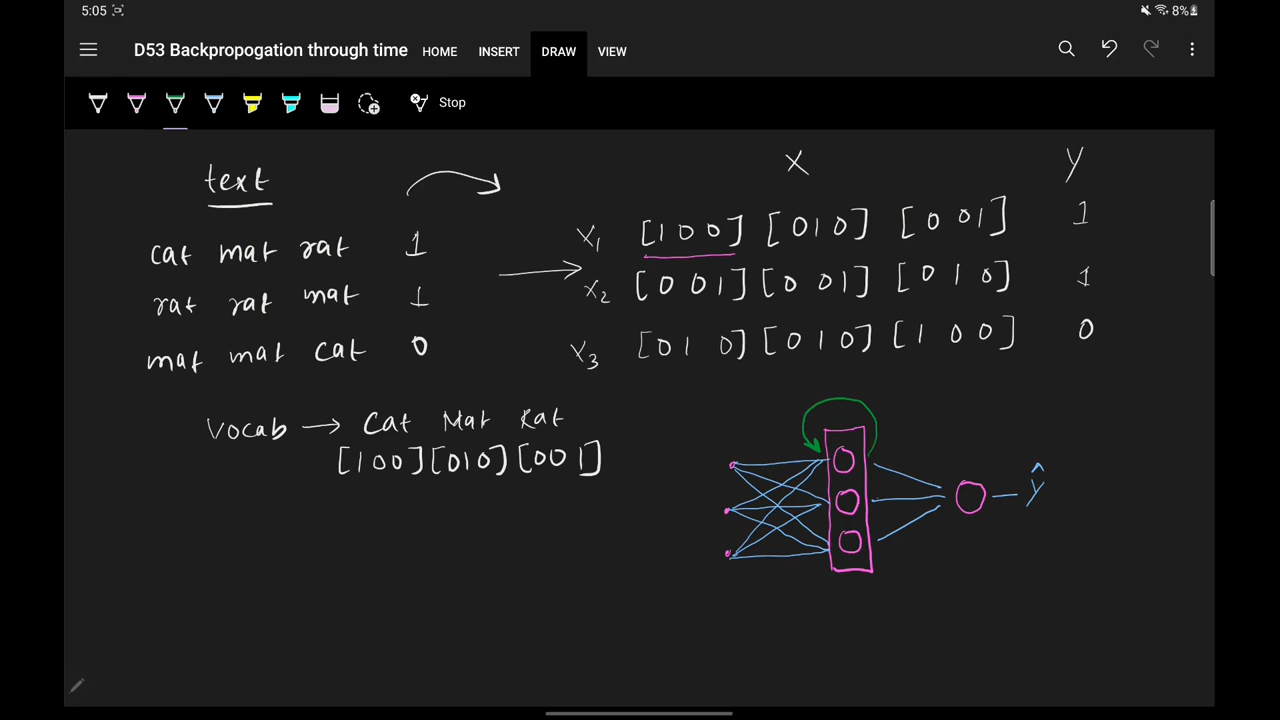 5:05 8%
D53 Backpropogation through time HOME INSERT DRAW VIEW
Stop
text
cat mat rat 1
rat rat mat 1
mat mat cat 0
Vocab → Cat Mat Rat
[1 0 0] [0 1 0] [0 0 1]
X Y
X1 [1 0 0] [0 1 0] [0 0 1] 1
X2 [0 0 1] [0 0 1] [0 1 0] 1
X3 [0 1 0] [0 1 0] [1 0 0] 0
ŷ